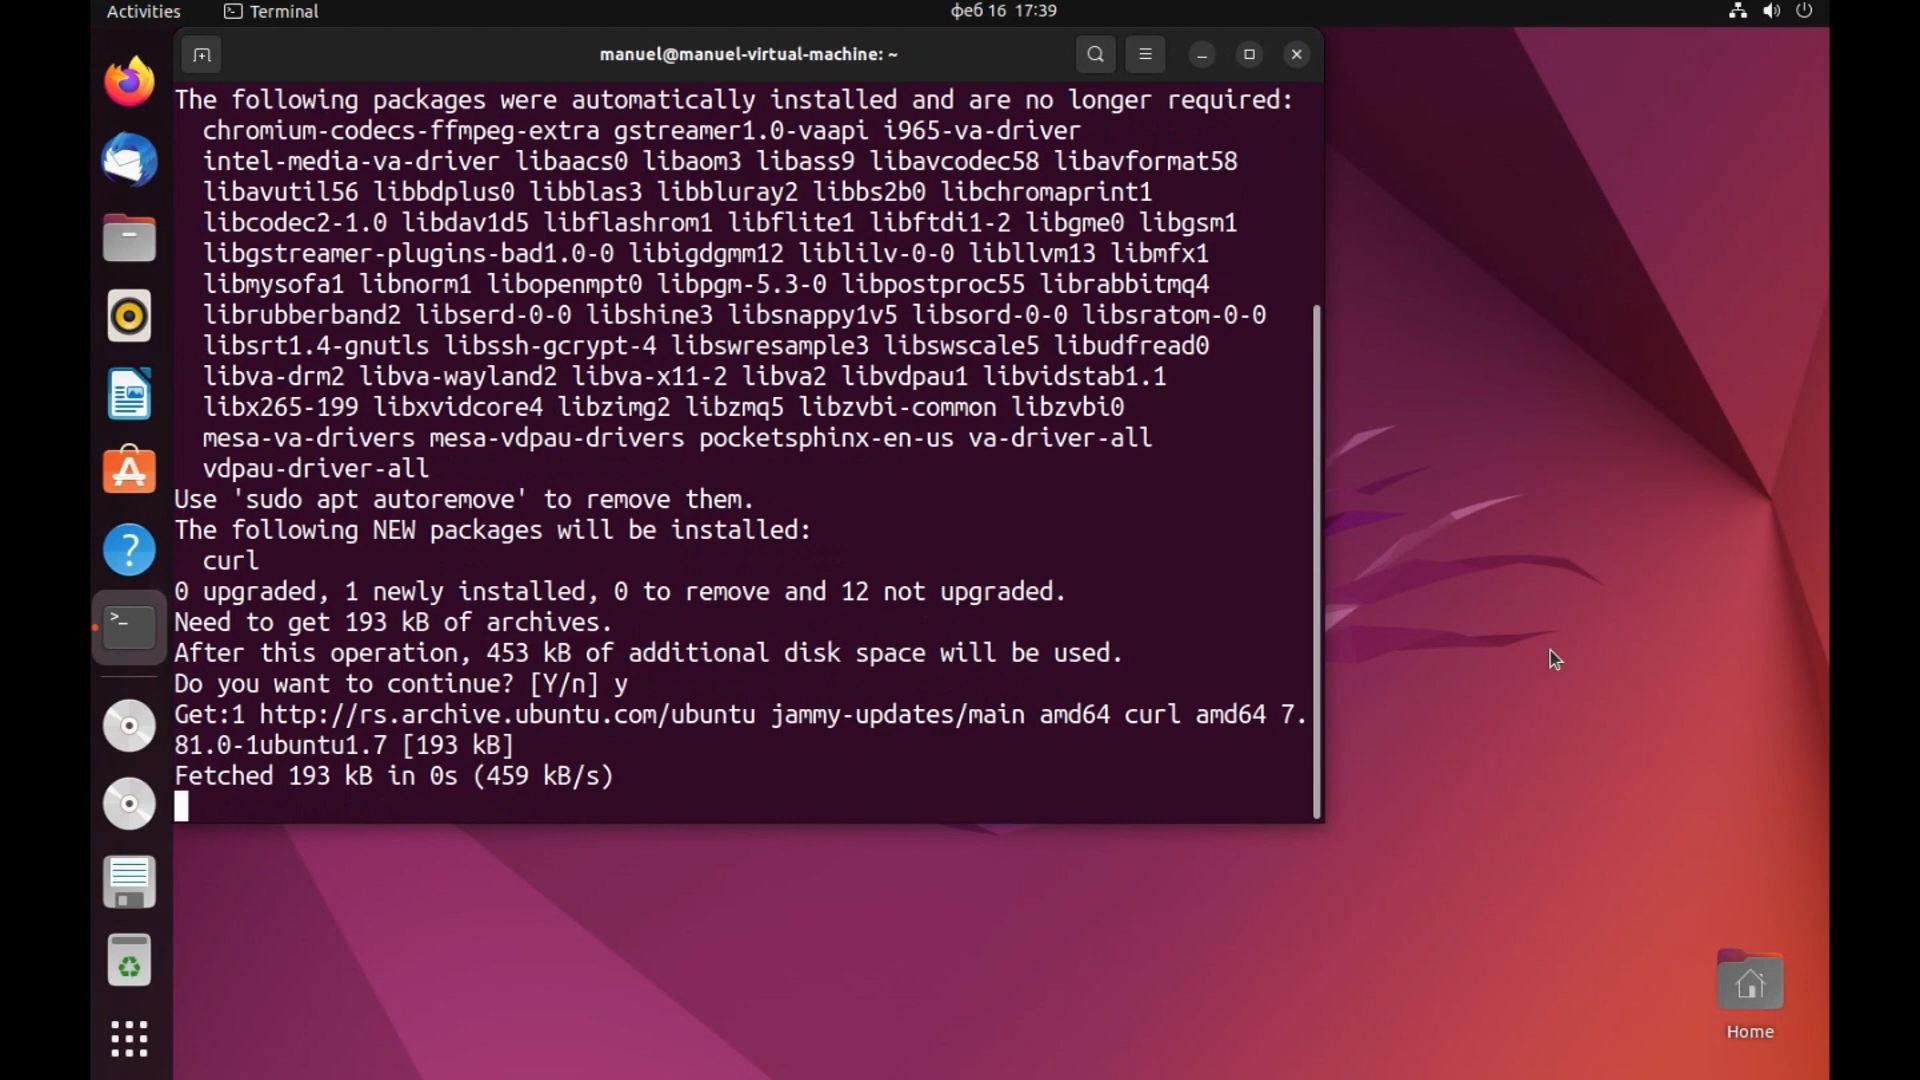 Activities
Terminal
феб 16 17:39
manuel@manuel-virtual-machine: ~
The following packages were automatically installed and are no longer required:
chromium-codecs-ffmpeg-extra gstreamer1.0-vaapi i965-va-driver
intel-media-va-driver libaacs0 libaom3 libass9 libavcodec58 libavformat58
libavutil56 libbdplus0 libblas3 libbluray2 libbs2b0 libchromaprint1
libcodec2-1.0 libdav1d5 libflashrom1 libflite1 libftdi1-2 libgme0 libgsm1
libgstreamer-plugins-bad1.0-0 libigdgmm12 liblilv-0-0 libllvm13 libmfx1
libmysofa1 libnorm1 libopenmpt0 libpgm-5.3-0 libpostproc55 librabbitmq4
librubberband2 libserd-0-0 libshine3 libsnappy1v5 libsord-0-0 libsratom-0-0
libsrt1.4-gnutls libssh-gcrypt-4 libswresample3 libswscale5 libudfread0
libva-drm2 libva-wayland2 libva-x11-2 libva2 libvdpau1 libvidstab1.1
libx265-199 libxvidcore4 libzimg2 libzmq5 libzvbi-common libzvbi0
mesa-va-drivers mesa-vdpau-drivers pocketsphinx-en-us va-driver-all
vdpau-driver-all
Use 'sudo apt autoremove' to remove them.
The following NEW packages will be installed:
curl
0 upgraded, 1 newly installed, 0 to remove and 12 not upgraded.
Need to get 193 kB of archives.
After this operation, 453 kB of additional disk space will be used.
Do you want to continue? [Y/n] y
Get:1 http://rs.archive.ubuntu.com/ubuntu jammy-updates/main amd64 curl amd64 7.
81.0-1ubuntu1.7 [193 kB]
Fetched 193 kB in 0s (459 kB/s)
Home